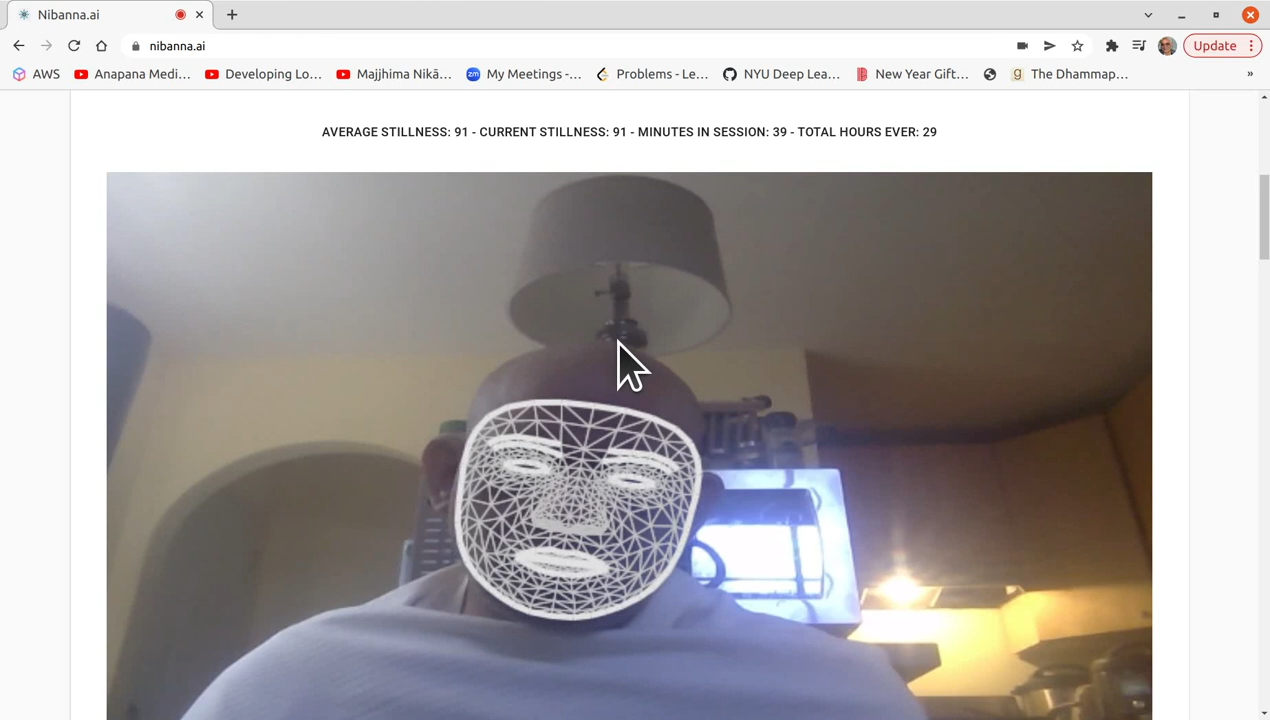 Nibanna.ai
nibanna.ai
Update
AWS
Anapana Medi...
Developing Lo...
Majjhima Nikā...
zm My Meetings -...
Problems - Le...
NYU Deep Lea...
New Year Gift...
g The Dhammap...
»
AVERAGE STILLNESS: 91 - CURRENT STILLNESS: 91 - MINUTES IN SESSION: 39 - TOTAL HOURS EVER: 29